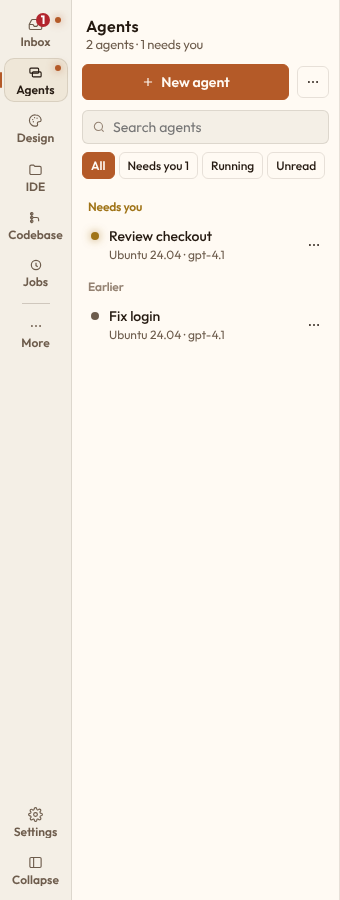 1
Inbox
Agents
Design
IDE
Codebase
Jobs
More
Settings
Collapse
Agents
2 agents · 1 needs you
+ New agent
Search agents
All
Needs you 1
Running
Unread
Needs you
Review checkout
Ubuntu 24.04 · gpt-4.1
Earlier
Fix login
Ubuntu 24.04 · gpt-4.1